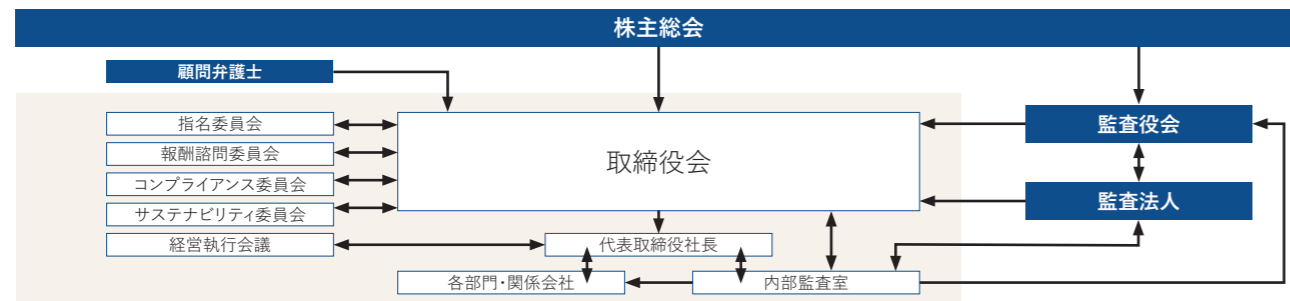 株主総会
顧問弁護士
指名委員会
報酬諮問委員会
コンプライアンス委員会
サステナビリティ委員会
経営執行会議
取締役会
代表取締役社長
各部門・関係会社
内部監査室
監査役会
監査法人